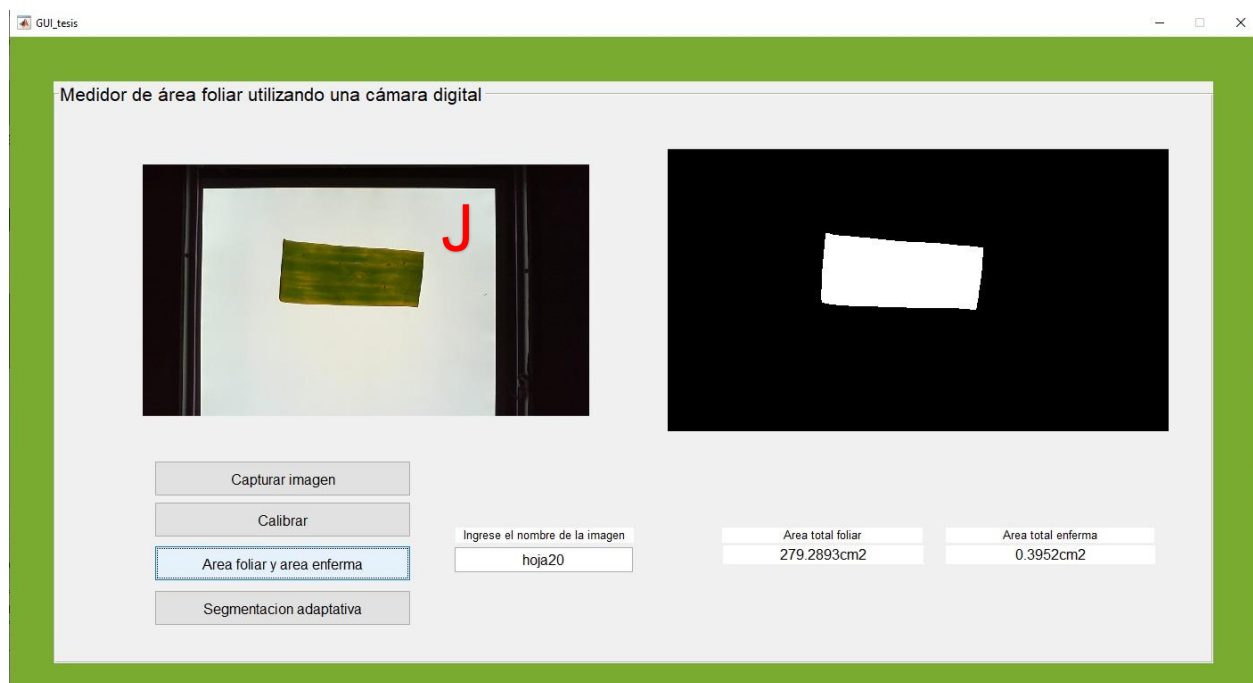 GUI_tesis
Medidor de área foliar utilizando una cámara digital
J
Capturar imagen
Calibrar
Area foliar y area enferma
Segmentacion adaptativa
Ingrese el nombre de la imagen
hoja20
Area total foliar
279.2893cm2
Area total enferma
0.3952cm2